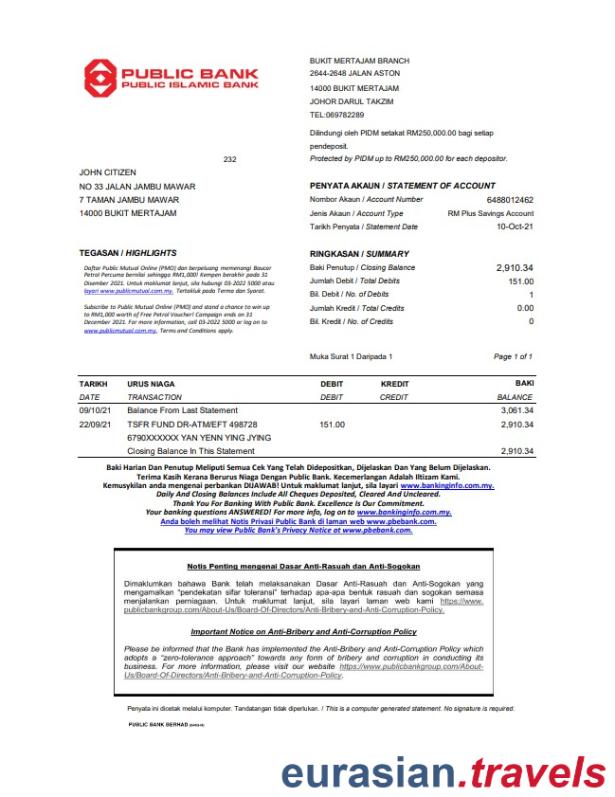 PUBLIC BANK
PUBLIC ISLAMIC BANK
BUKIT MERTAJAM BRANCH
2644-2648 JALAN ASTON
14000 BUKIT MERTAJAM
JOHOR DARUL TAKZIM
TEL:069782289
Dilindungi oleh PIDM setakat RM250,000.00 bagi setiap
pendeposit.
Protected by PIDM up to RM250,000.00 for each depositor.
232
JOHN CITIZEN
NO 33 JALAN JAMBU MAWAR
7 TAMAN JAMBU MAWAR
14000 BUKIT MERTAJAM
PENYATA AKAUN / STATEMENT OF ACCOUNT
Nombor Akaun / Account Number 6488012462
Jenis Akaun / Account Type RM Plus Savings Account
Tarikh Penyata / Statement Date 10-Oct-21
TEGASAN / HIGHLIGHTS
Daftar Public Mutual Online (PMO) dan berpeluang memenangi Baucar
Petrol Percuma bernilai sehingga RM1,000! Kempen berakhir pada 31
Disember 2021. Untuk maklumat lanjut, sila hubungi 03-2022 5000 atau
layari www.publicmutual.com.my. Tertakluk pada Terma dan Syarat.
Subscribe to Public Mutual Online (PMO) and stand a chance to win up
to RM1,000 worth of Free Petrol Voucher! Campaign ends on 31
December 2021. For more information, call 03-2022 5000 or log on to
www.publicmutual.com.my. Terms and Conditions apply.
RINGKASAN / SUMMARY
Baki Penutup / Closing Balance 2,910.34
Jumlah Debit / Total Debits 151.00
Bil. Debit / No. of Debits 1
Jumlah Kredit / Total Credits 0.00
Bil. Kredit / No. of Credits 0
Muka Surat 1 Daripada 1 Page 1 of 1
TARIKH URUS NIAGA DEBIT KREDIT BAKI
DATE TRANSACTION DEBIT CREDIT BALANCE
09/10/21 Balance From Last Statement 3,061.34
22/09/21 TSFR FUND DR-ATM/EFT 498728 151.00 2,910.34
6790XXXXXX YAN YENN YING JYING
Closing Balance In This Statement 2,910.34
Baki Harian Dan Penutup Meliputi Semua Cek Yang Telah Didepositkan, Dijelaskan Dan Yang Belum Dijelaskan.
Terima Kasih Kerana Berurus Niaga Dengan Public Bank. Kecemerlangan Adalah Iltizam Kami.
Kemusykilan anda mengenai perbankan DIJAWAB! Untuk maklumat lanjut, sila layari www.bankinginfo.com.my.
Daily And Closing Balances Include All Cheques Deposited, Cleared And Uncleared.
Thank You For Banking With Public Bank. Excellence Is Our Commitment.
Your banking questions ANSWERED! For more info, log on to www.bankinginfo.com.my.
Anda boleh melihat Notis Privasi Public Bank di laman web www.pbebank.com.
You may view Public Bank's Privacy Notice at www.pbebank.com.
Notis Penting mengenai Dasar Anti-Rasuah dan Anti-Sogokan
Dimaklumkan bahawa Bank telah melaksanakan Dasar Anti-Rasuah dan Anti-Sogokan yang
mengamalkan "pendekatan sifar toleransi" terhadap apa-apa bentuk rasuah dan sogokan semasa
menjalankan perniagaan. Untuk maklumat lanjut, sila layari laman web kami https://www.
publicbankgroup.com/About-Us/Board-Of-Directors/Anti-Bribery-and-Anti-Corruption-Policy.
Important Notice on Anti-Bribery and Anti-Corruption Policy
Please be informed that the Bank has implemented the Anti-Bribery and Anti-Corruption Policy which
adopts a "zero-tolerance approach" towards any form of bribery and corruption in conducting its
business. For more information, please visit our website https://www.publicbankgroup.com/About-
Us/Board-Of-Directors/Anti-Bribery-and-Anti-Corruption-Policy.
Penyata ini dicetak melalui komputer. Tandatangan tidak diperlukan. / This is a computer generated statement. No signature is required.
PUBLIC BANK BERHAD
eurasian.travels